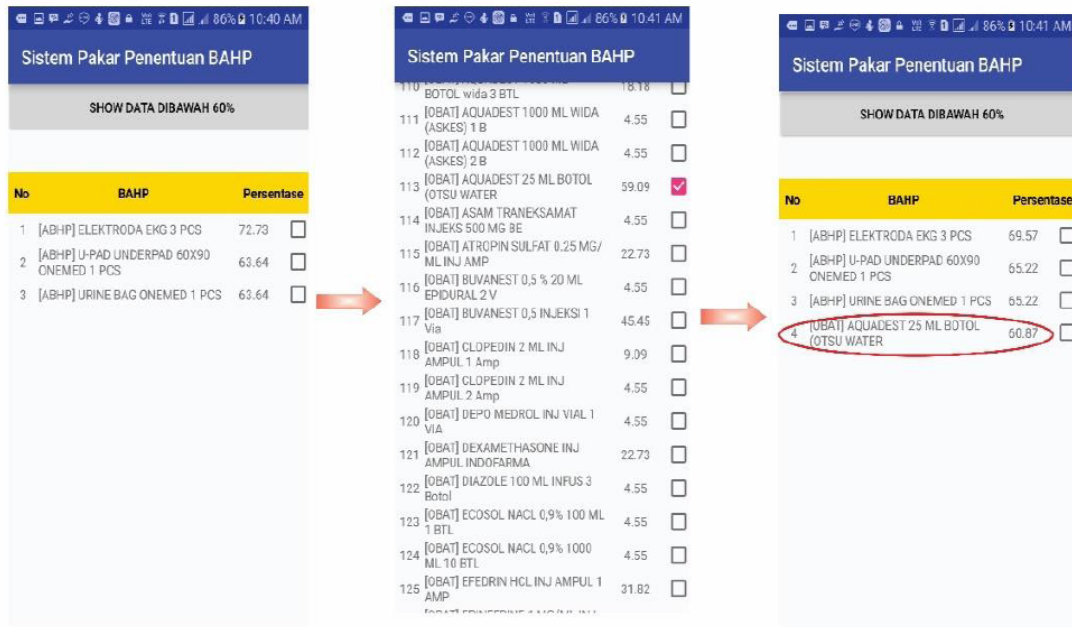 86% 10:40 AM
Sistem Pakar Penentuan BAHP
SHOW DATA DIBAWAH 60%
No BAHP Persentase
1 [ABHP] ELEKTRODA EKG 3 PCS 72.73
2 [ABHP] U-PAD UNDERPAD 60X90
ONEMED 1 PCS 63.64
3 [ABHP] URINE BAG ONEMED 1 PCS 63.64
86% 10:41 AM
Sistem Pakar Penentuan BAHP
110
BOTOL wida 3 BTL 18.18
111 [OBAT] AQUADEST 1000 ML WIDA
(ASKES) 1 B 4.55
112 [OBAT] AQUADEST 1000 ML WIDA
(ASKES) 2 B 4.55
113 [OBAT] AQUADEST 25 ML BOTOL
(OTSU WATER 59.09
114 [OBAT] ASAM TRANEKSAMAT
INJEKS 500 MG BE 4.55
115 [OBAT] ATROPIN SULFAT 0.25 MG/
ML INJ AMP 22.73
116 [OBAT] BUVANEST 0,5 % 20 ML
EPIDURAL 2 V 4.55
117 [OBAT] BUVANEST 0,5 INJEKSI 1
Via 45.45
118 [OBAT] CLOPEDIN 2 ML INJ
AMPUL 1 Amp 9.09
119 [OBAT] CLOPEDIN 2 ML INJ
AMPUL 2 Amp 4.55
120 [OBAT] DEPO MEDROL INJ VIAL 1
VIA 4.55
121 [OBAT] DEXAMETHASONE INJ
AMPUL INDOFARMA 22.73
122 [OBAT] DIAZOLE 100 ML INFUS 3
Botol 4.55
123 [OBAT] ECOSOL NACL 0,9% 100 ML
1 BTL 4.55
124 [OBAT] ECOSOL NACL 0,9% 1000
ML 10 BTL 4.55
125 [OBAT] EFEDRIN HCL INJ AMPUL 1
AMP 31.82
86% 10:41 AM
Sistem Pakar Penentuan BAHP
SHOW DATA DIBAWAH 60%
No BAHP Persentase
1 [ABHP] ELEKTRODA EKG 3 PCS 69.57
2 [ABHP] U-PAD UNDERPAD 60X90
ONEMED 1 PCS 65.22
3 [ABHP] URINE BAG ONEMED 1 PCS 65.22
4 [OBAT] AQUADEST 25 ML BOTOL
(OTSU WATER 60.87